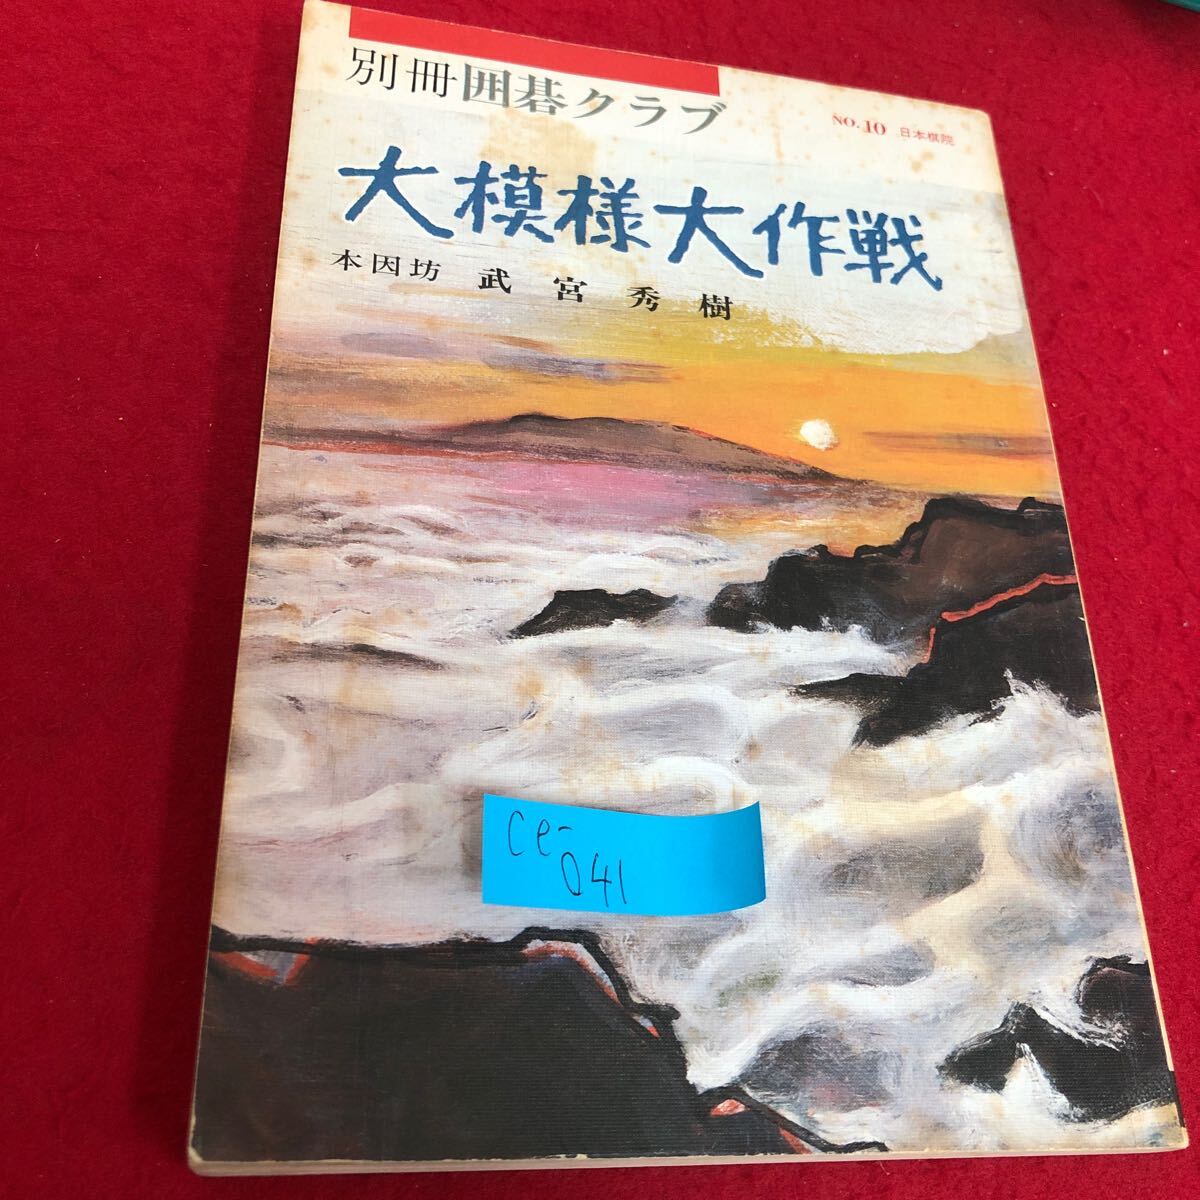 別冊囲碁クラブ
NO.10 日本棋院
大模様大作戦
本因坊 武宮秀樹
ce-
041